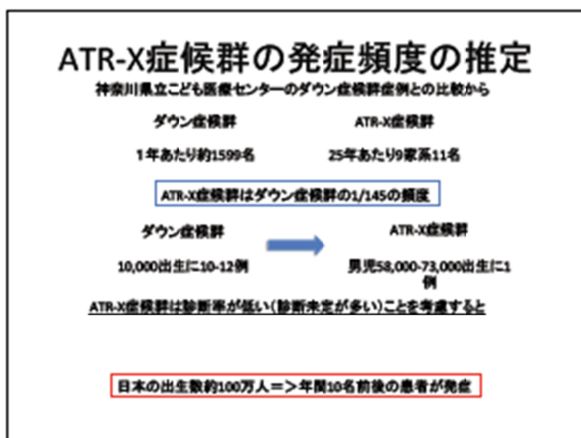 ATR-X症候群の発症頻度の推定
神奈川県立こども医療センターのダウン症候群症例との比較から
ダウン症候群 ATR-X症候群
1年あたり約1599名 25年あたり9家系11名
ATR-X症候群はダウン症候群の1/145の頻度
ダウン症候群 ATR-X症候群
10,000出生に10-12例 男児58,000-73,000出生に1
例
ATR-X症候群は診断率が低い(診断未定が多い)ことを考慮すると
日本の出生数約100万人＝>年間10名前後の患者が発症